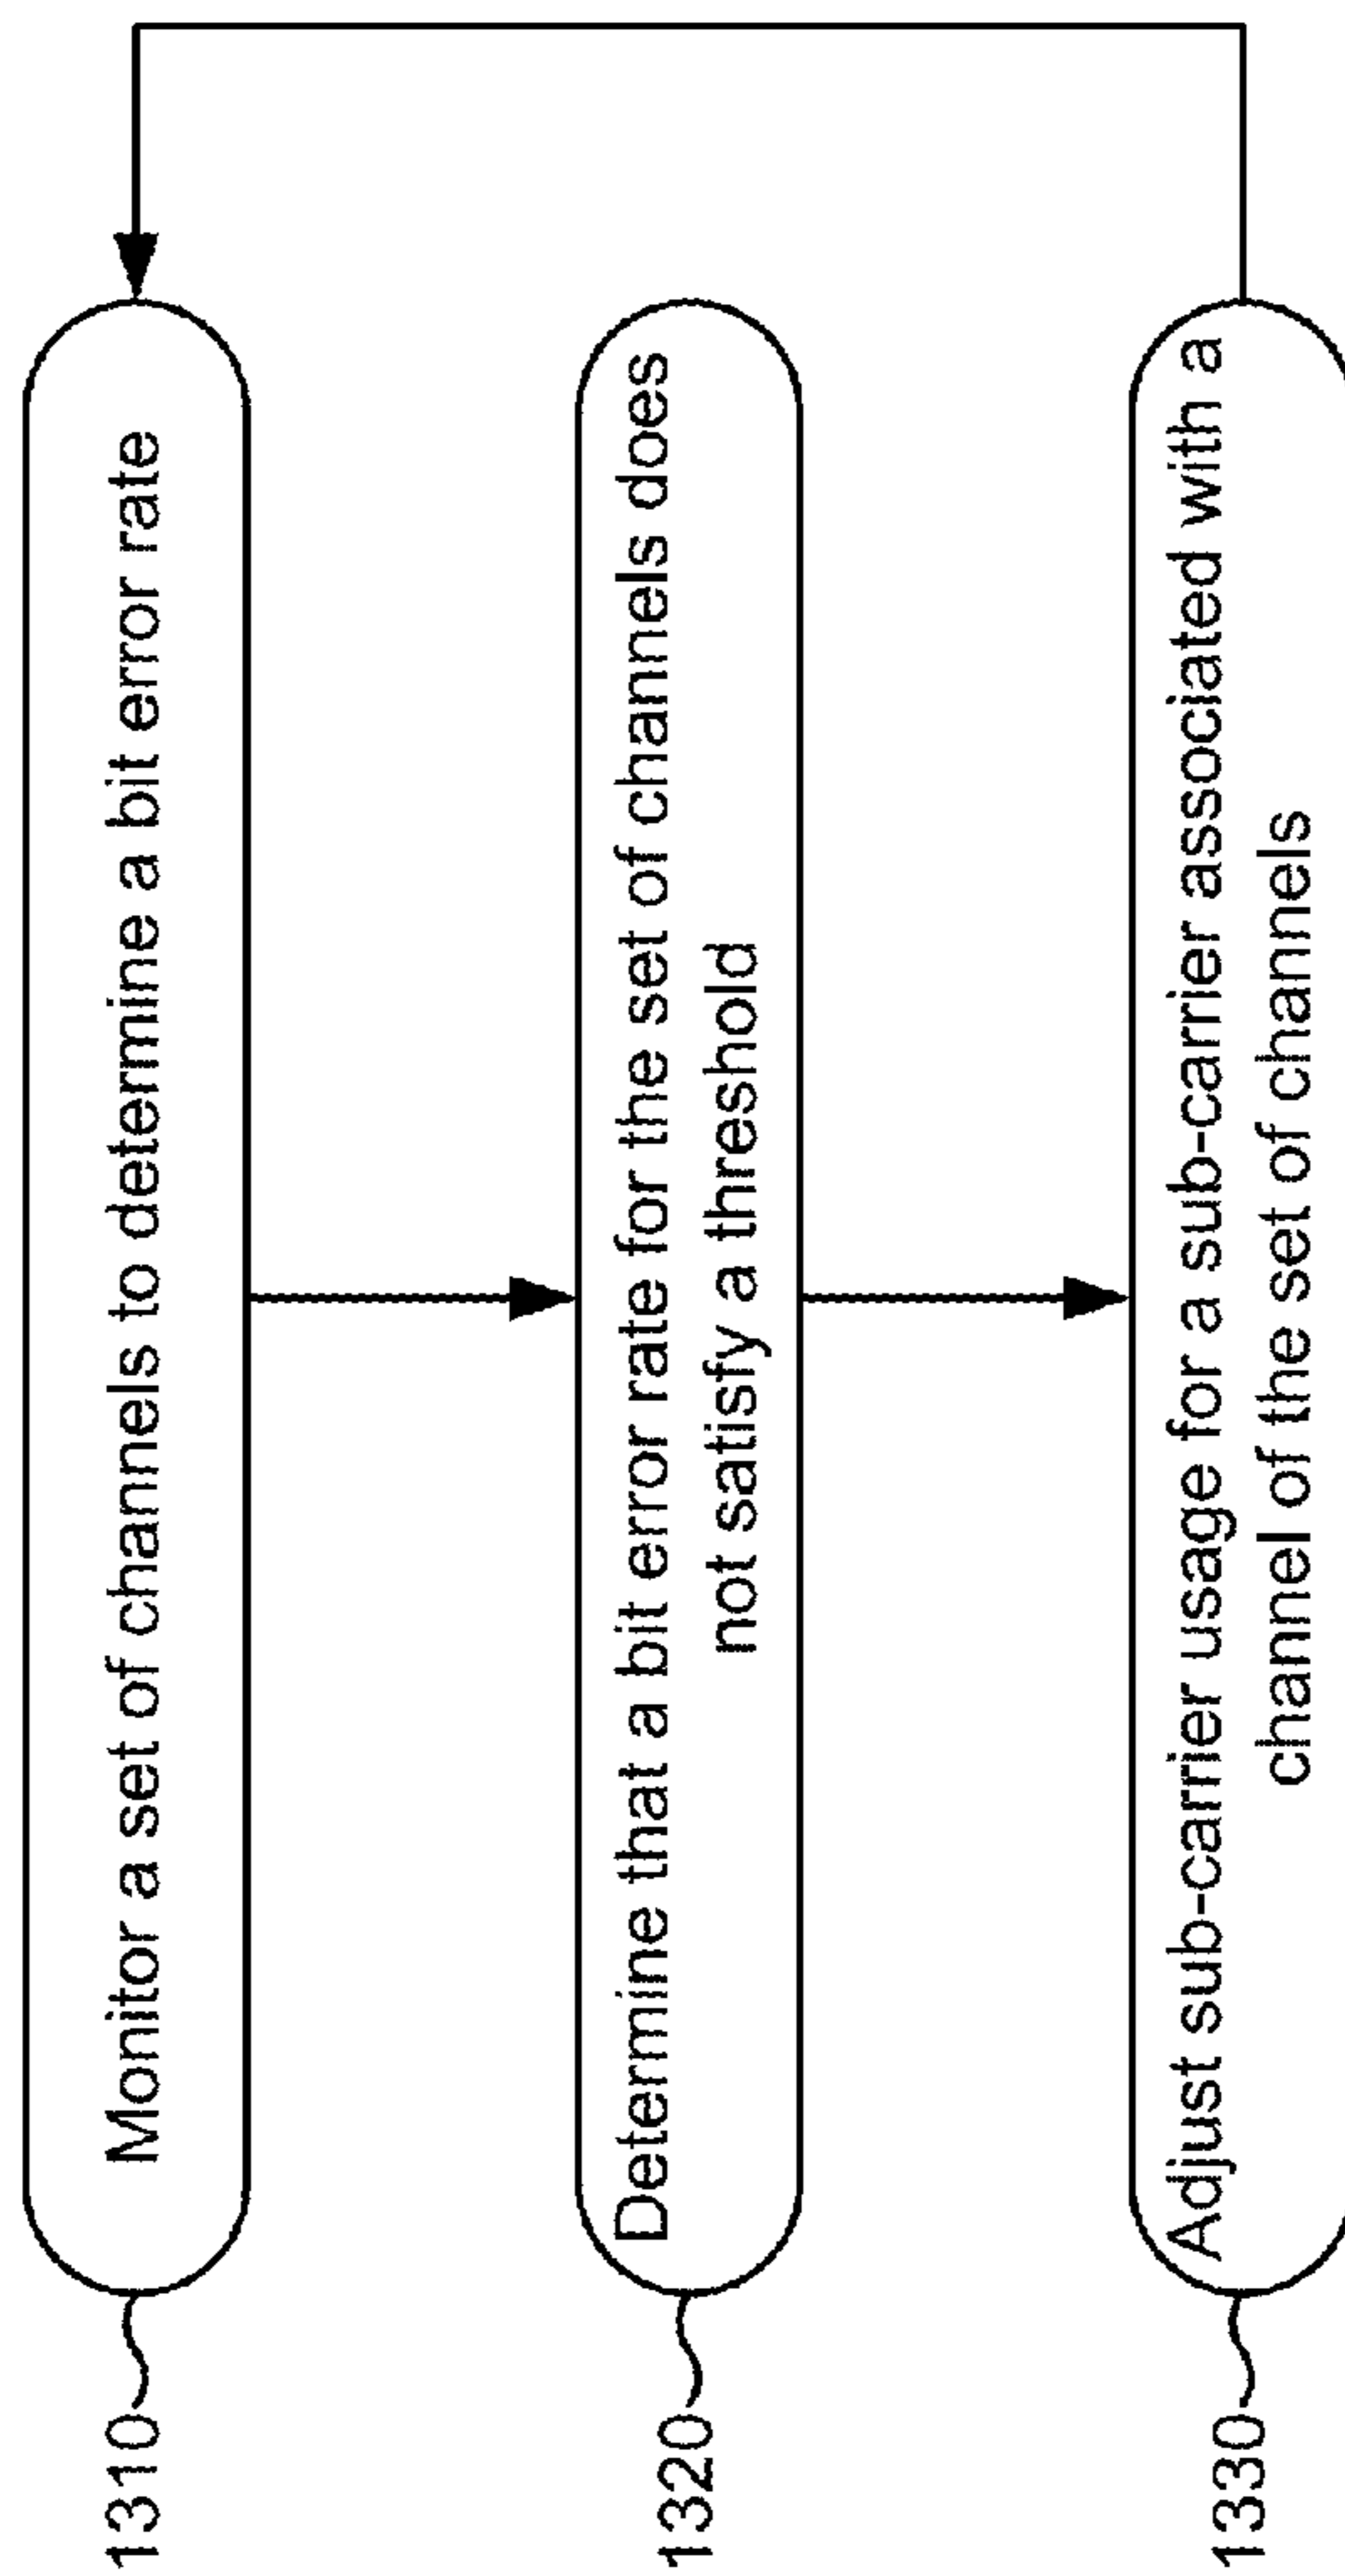 1310
Monitor a set of channels to determine a bit error rate
1320
Determine that a bit error rate for the set of channels does
not satisfy a threshold
1330
Adjust sub-carrier usage for a sub-carrier associated with a
channel of the set of channels